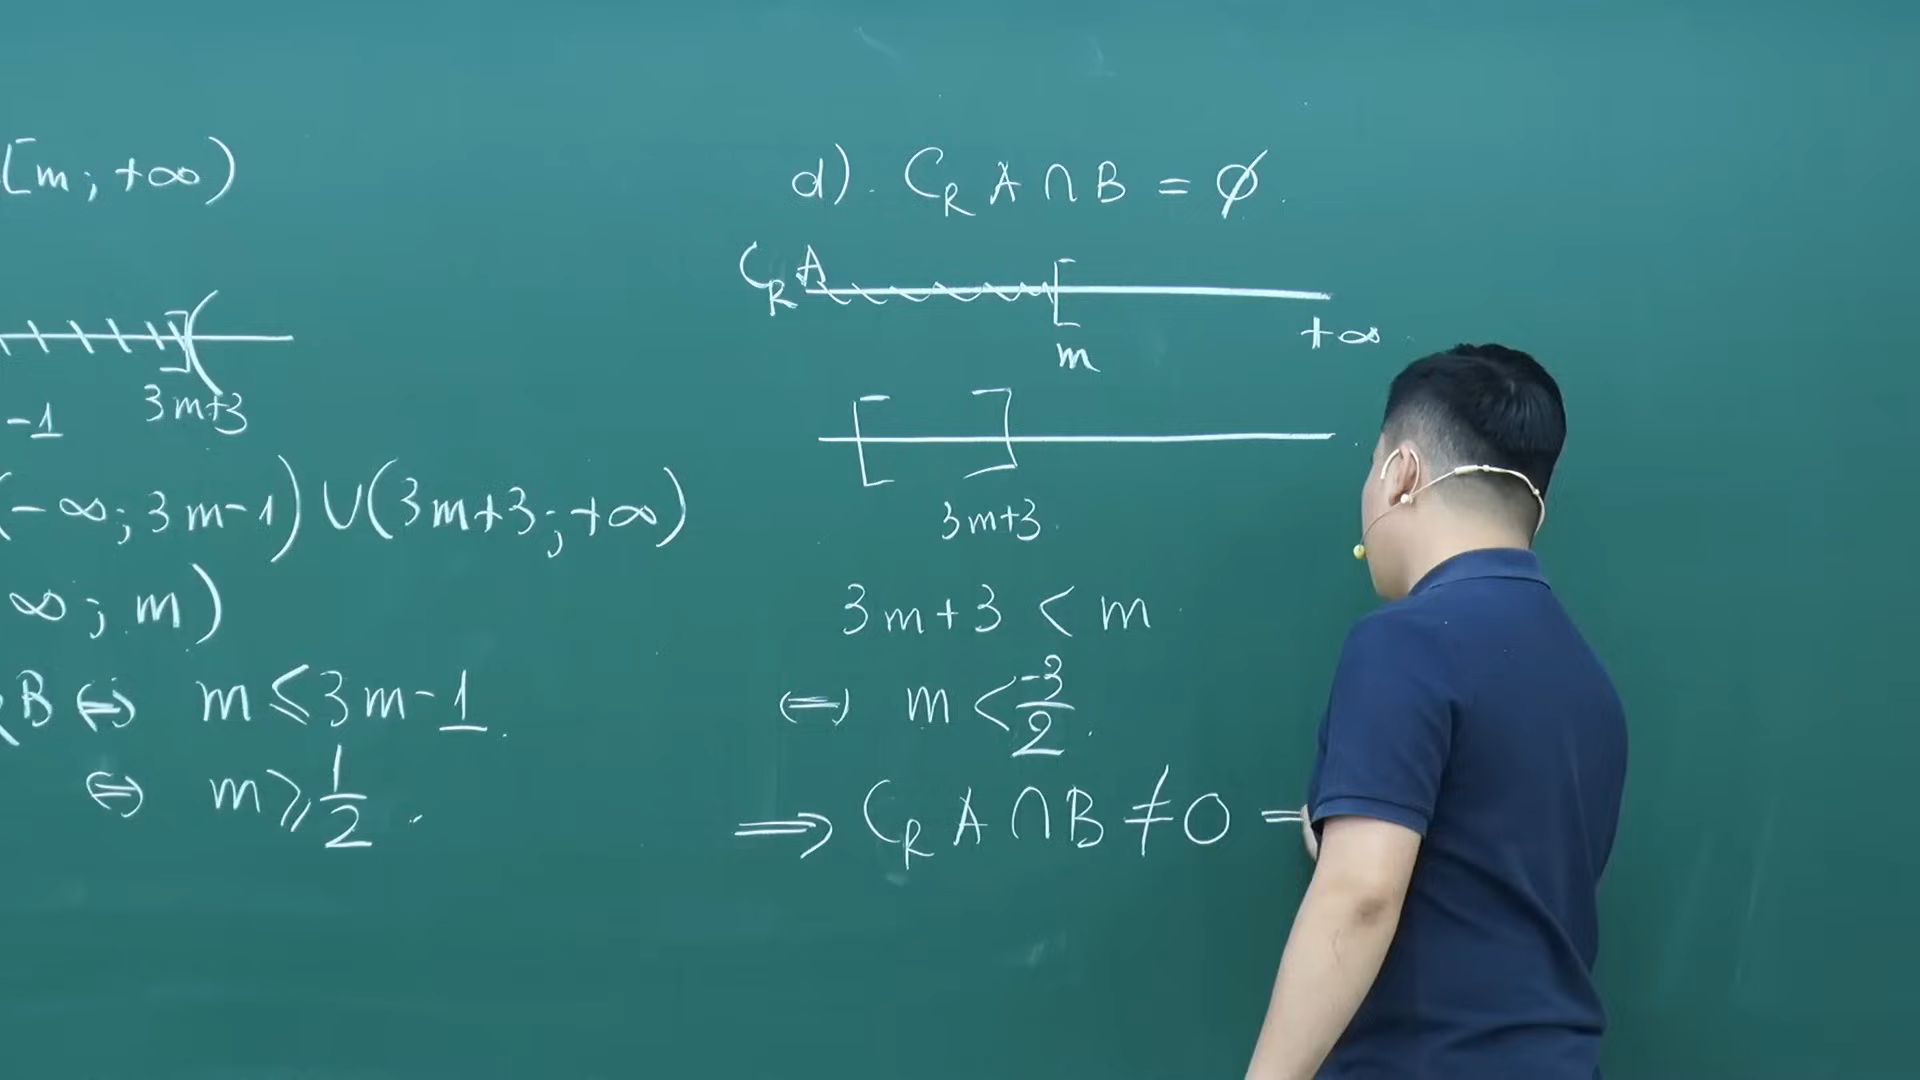 [m; +∞)
3m+3
-1
(-∞; 3m-1) ∪ (3m+3; +∞)
∞; m)
B ⇔ m ≤ 3m-1
⇔ m ≥ 1/2.
d). C_R A ∩ B = ∅.
C_R A
m
+∞
3m+3.
3m+3 < m
⇔ m < -3/2.
⟹ C_R A ∩ B ≠ 0 =